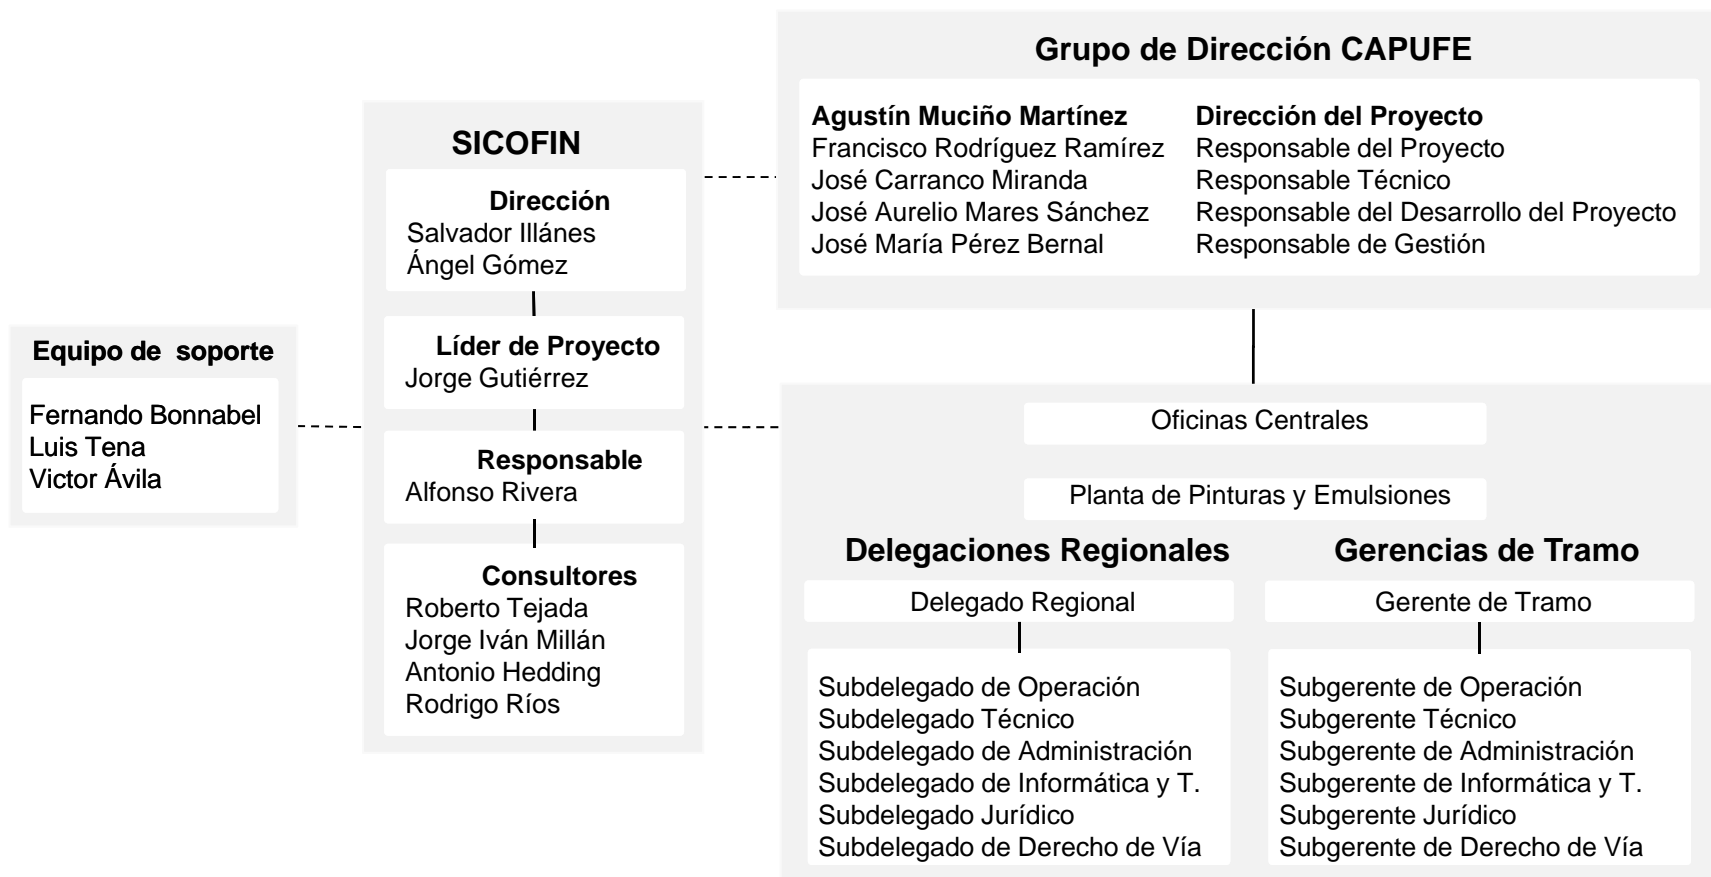 Grupo de Dirección CAPUFE
Agustín Muciño Martínez Dirección del Proyecto
Francisco Rodríguez Ramírez Responsable del Proyecto
José Carranco Miranda Responsable Técnico
José Aurelio Mares Sánchez Responsable del Desarrollo del Proyecto
José María Pérez Bernal Responsable de Gestión
SICOFIN
Dirección
Salvador Illánes
Ángel Gómez
Líder de Proyecto
Jorge Gutiérrez
Responsable
Alfonso Rivera
Consultores
Roberto Tejada
Jorge Iván Millán
Antonio Hedding
Rodrigo Ríos
Equipo de soporte
Fernando Bonnabel
Luis Tena
Victor Ávila
Oficinas Centrales
Planta de Pinturas y Emulsiones
Delegaciones Regionales
Delegado Regional
Subdelegado de Operación
Subdelegado Técnico
Subdelegado de Administración
Subdelegado de Informática y T.
Subdelegado Jurídico
Subdelegado de Derecho de Vía
Gerencias de Tramo
Gerente de Tramo
Subgerente de Operación
Subgerente Técnico
Subgerente de Administración
Subgerente de Informática y T.
Subgerente Jurídico
Subgerente de Derecho de Vía